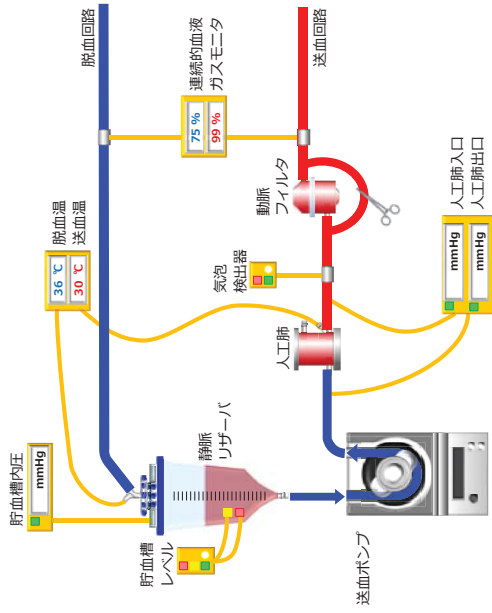 脱血回路
連続的血液
ガスモニタ
75 %
99 %
送血回路
脱血温
送血温
36 ℃
30 ℃
動脈
フィルタ
気泡
検出器
人工肺入口
人工肺出口
mmHg
mmHg
人工肺
貯血槽内圧
mmHg
静脈
リザーバ
貯血槽
レベル
送血ポンプ